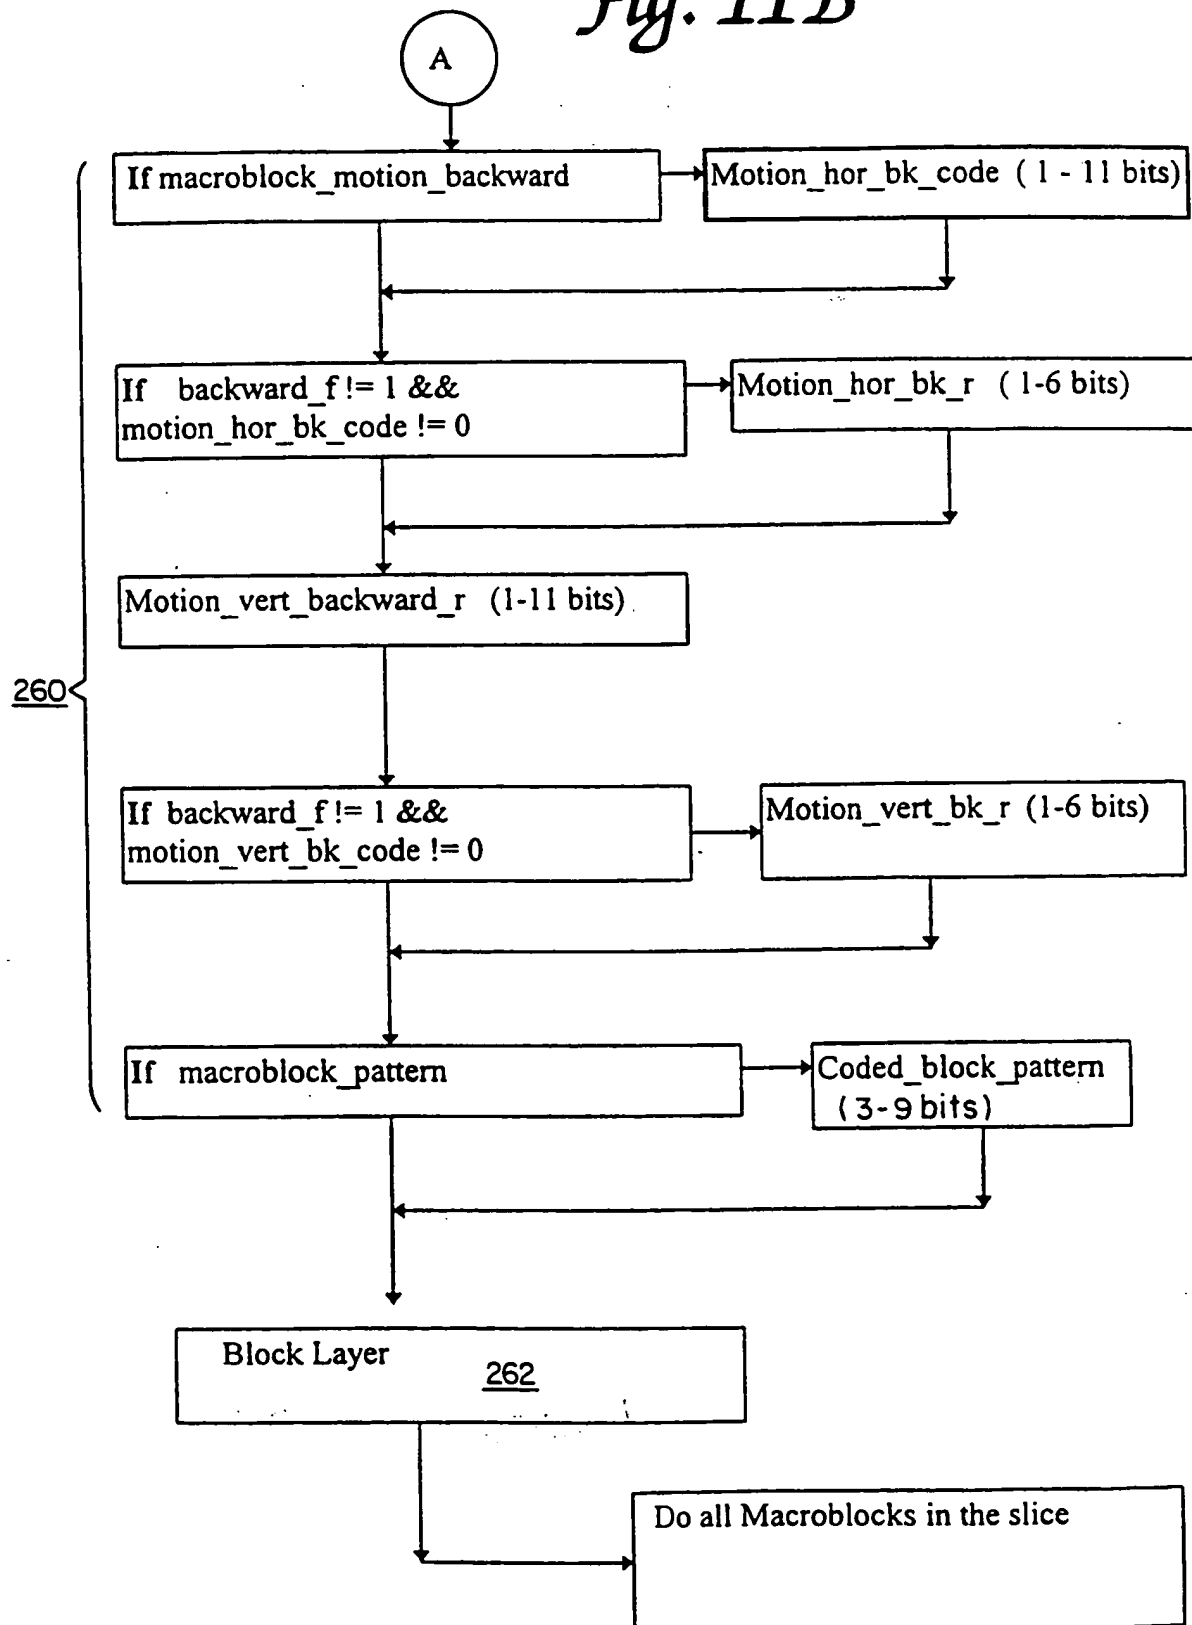 Fig. 11B
A
If macroblock_motion_backward
Motion_hor_bk_code ( 1 - 11 bits)
If backward_f != 1 &&
motion_hor_bk_code != 0
Motion_hor_bk_r ( 1-6 bits)
Motion_vert_backward_r (1-11 bits)
260
If backward_f != 1 &&
motion_vert_bk_code != 0
Motion_vert_bk_r (1-6 bits)
If macroblock_pattern
Coded_block_pattern
(3-9 bits)
Block Layer
262
Do all Macroblocks in the slice